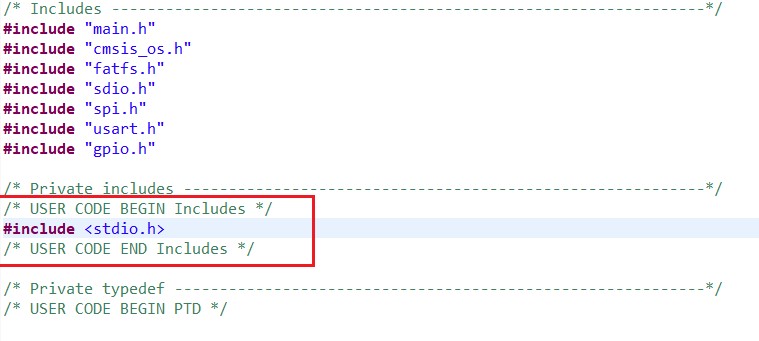 /* Includes ------------------------------------------------------------------*/
#include "main.h"
#include "cmsis_os.h"
#include "fatfs.h"
#include "sdio.h"
#include "spi.h"
#include "usart.h"
#include "gpio.h"
/* Private includes ----------------------------------------------------------*/
/* USER CODE BEGIN Includes */
#include <stdio.h>
/* USER CODE END Includes */
/* Private typedef -----------------------------------------------------------*/
/* USER CODE BEGIN PTD */